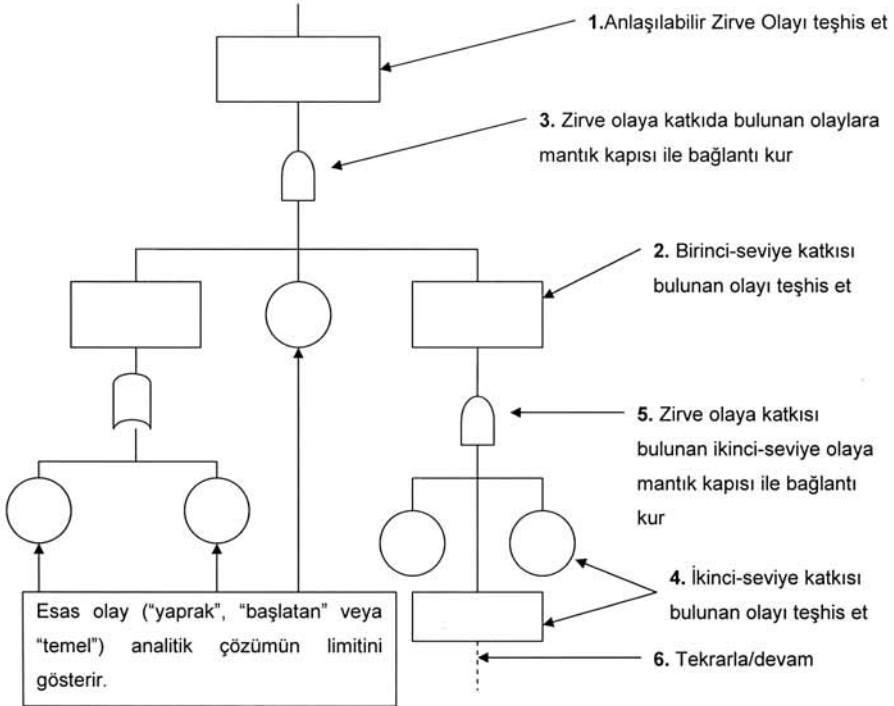 1.Anlaşılabilir Zirve Olayı teşhis et
3. Zirve olaya katkıda bulunan olaylara
mantık kapısı ile bağlantı kur
2. Birinci-seviye katkısı
bulunan olayı teşhis et
5. Zirve olaya katkısı
bulunan ikinci-seviye olaya
mantık kapısı ile bağlantı
kur
4. İkinci-seviye katkısı
bulunan olayı teşhis et
6. Tekrarla/devam
Esas olay (“yaprak”, “başlatan” veya
“temel”) analitik çözümün limitini
gösterir.